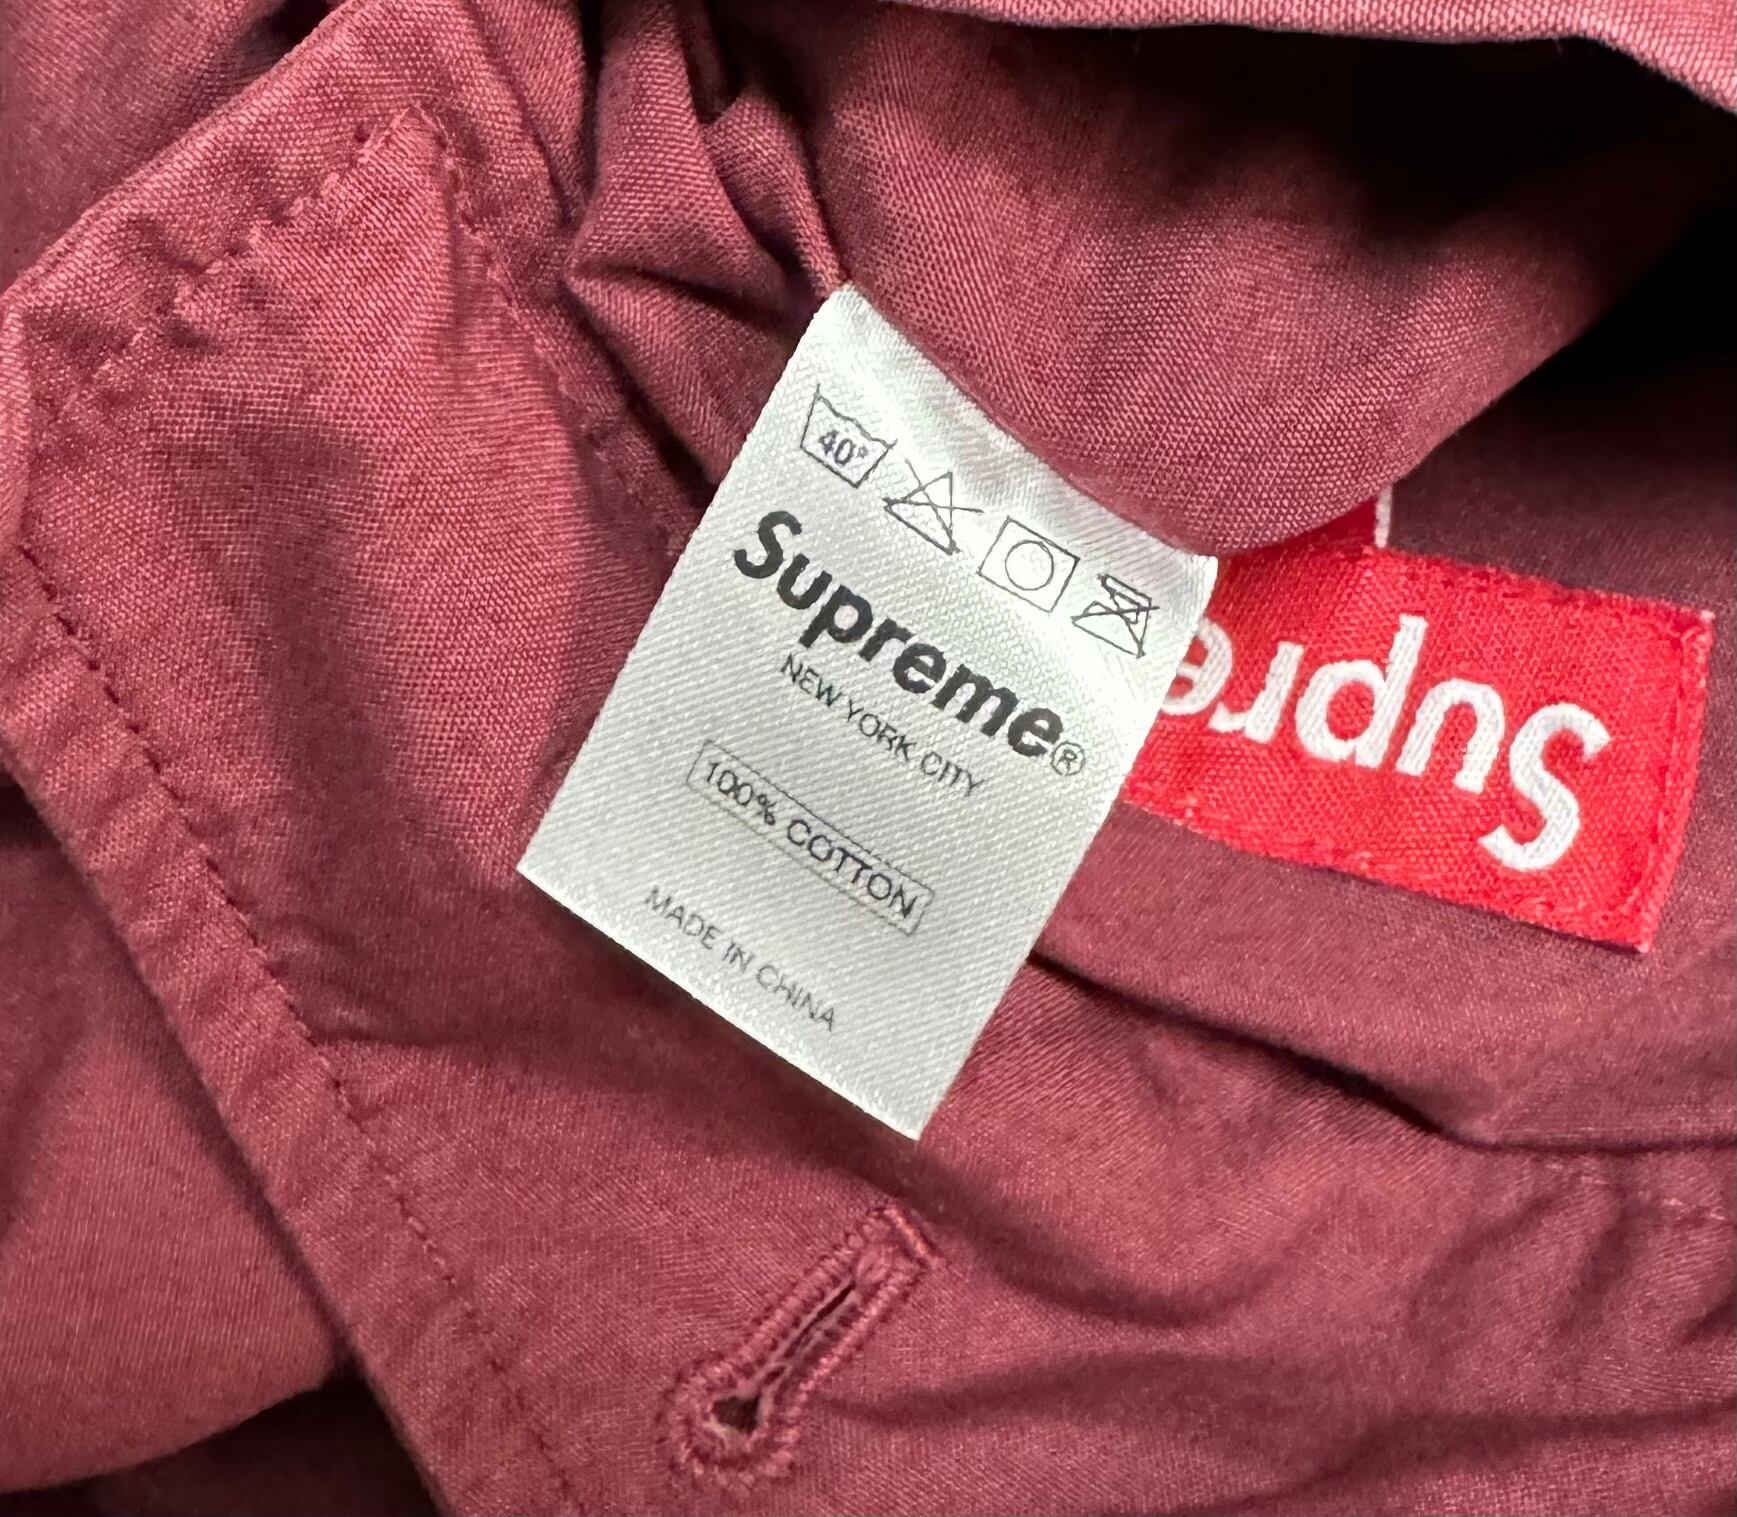 40°
Supreme®
NEW YORK CITY
100% COTTON
MADE IN CHINA
Supre